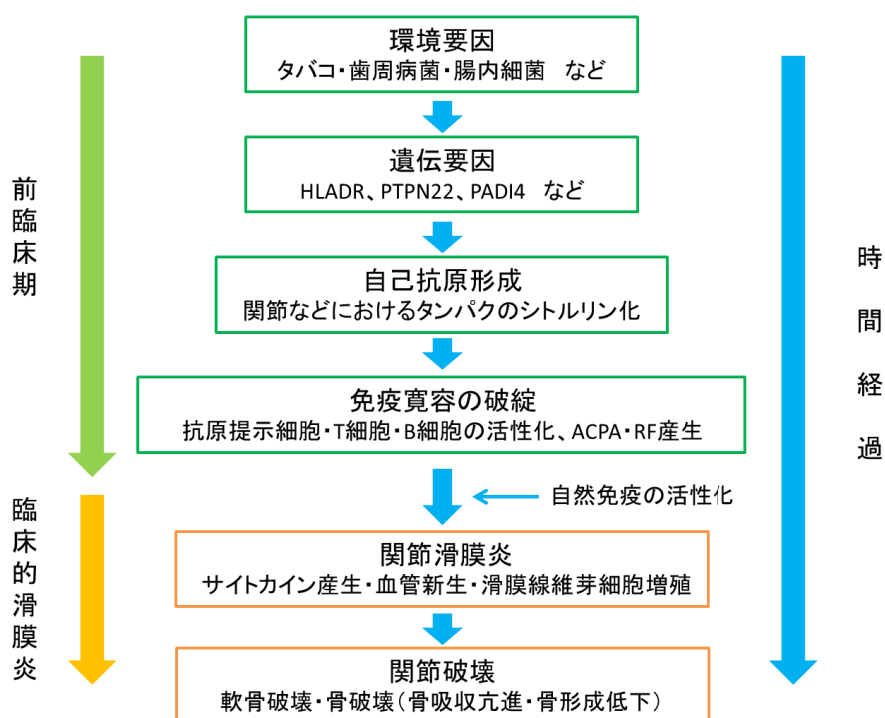 環境要因
タバコ・歯周病菌・腸内細菌　など
遺伝要因
HLADR、PTPN22、PADI4　など
自己抗原形成
関節などにおけるタンパクのシトルリン化
免疫寛容の破綻
抗原提示細胞・T細胞・B細胞の活性化、ACPA・RF産生
自然免疫の活性化
関節滑膜炎
サイトカイン産生・血管新生・滑膜線維芽細胞増殖
関節破壊
軟骨破壊・骨破壊(骨吸収亢進・骨形成低下)
前臨床期
臨床的滑膜炎
時間経過